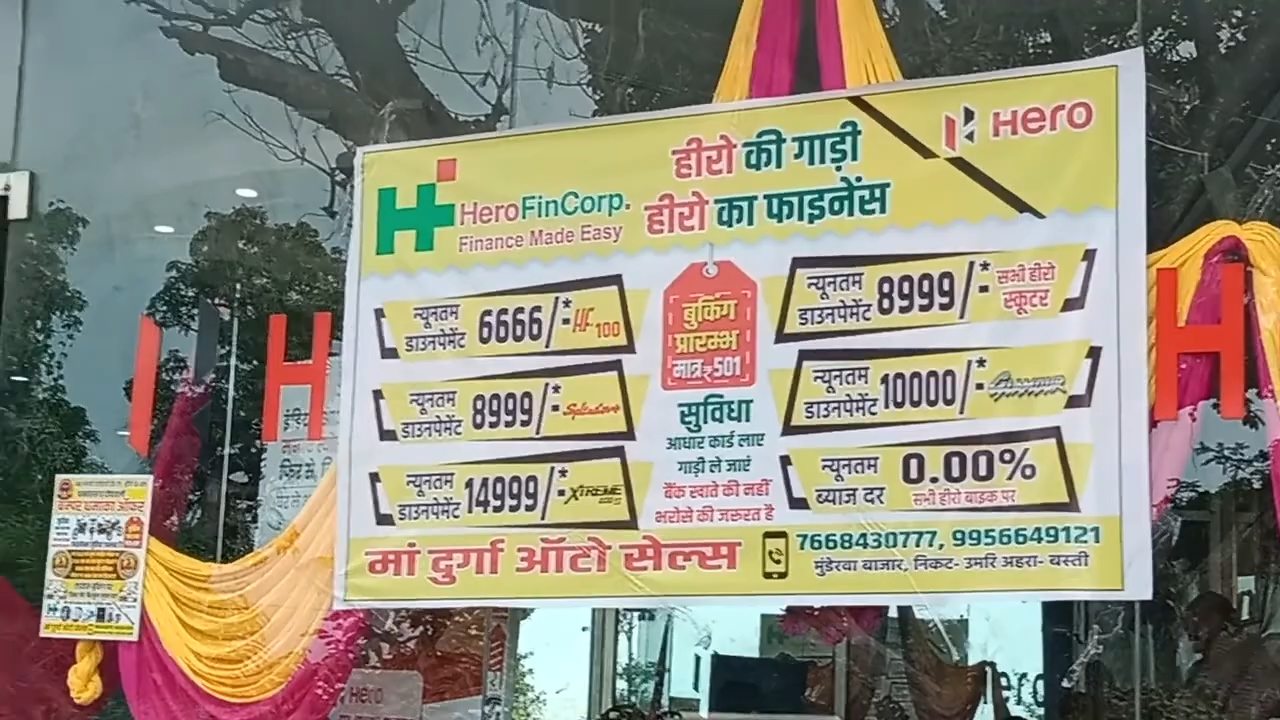 HeroFinCorp.
Finance Made Easy
हीरो की गाड़ी
हीरो का फाइनेंस
Hero
न्यूनतम
डाउनपेमेंट 6666/-* HF 100
न्यूनतम
डाउनपेमेंट 8999/-* Splendor+
न्यूनतम
डाउनपेमेंट 14999/-* XTREME
बुकिंग
प्रारम्भ
मात्र ₹501
सुविधा
आधार कार्ड लाए
गाड़ी ले जाएं
बैंक खाते की नहीं
भरोसे की जरुरत है
न्यूनतम
डाउनपेमेंट 8999/-* सभी हीरो
स्कूटर
न्यूनतम
डाउनपेमेंट 10000/-* GLAMOUR
न्यूनतम
ब्याज दर 0.00%
सभी हीरो बाइक पर
मां दुर्गा ऑटो सेल्स
7668430777, 9956649121
मुंडेरवा बाजार, निकट- उमरि अहरा- बस्ती
H
H
Hero